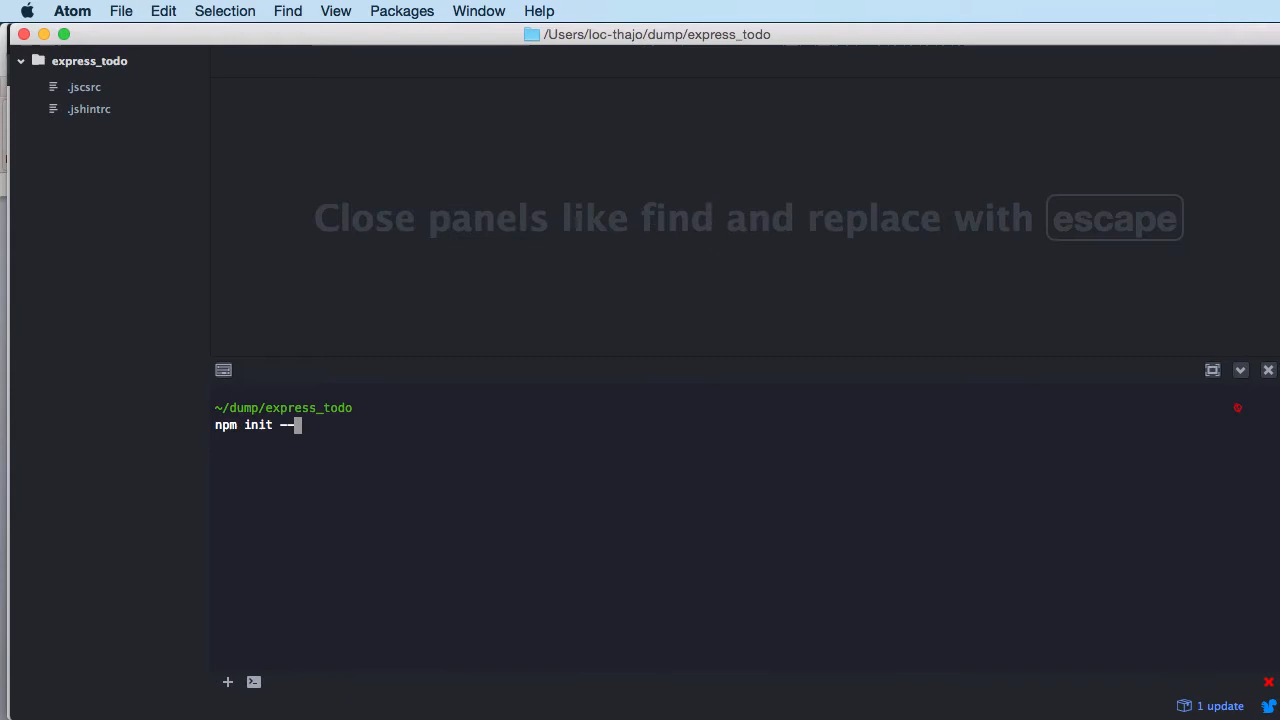 Atom File Edit Selection Find View Packages Window Help
/Users/loc-thajo/dump/express_todo
express_todo
.jscsrc
.jshintrc
Close panels like find and replace with escape
~/dump/express_todo
npm init --
1 update